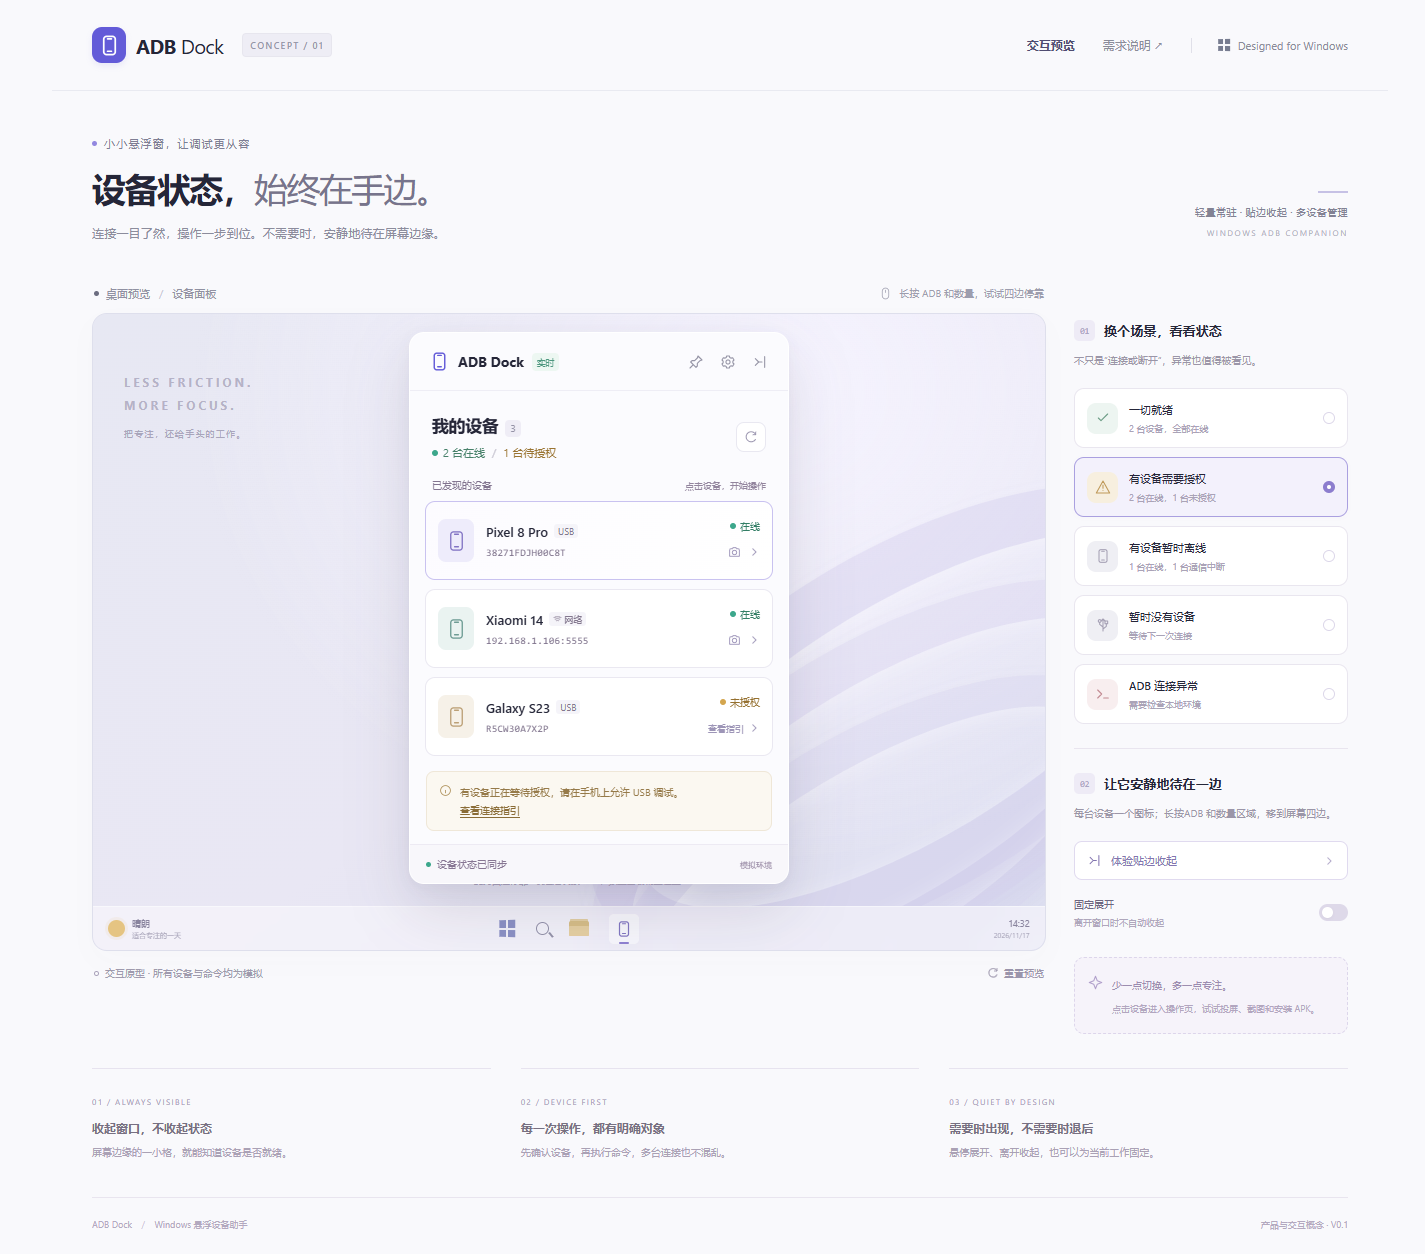 ADB Dock
CONCEPT / 01
交互预览
需求说明 ↗
Designed for Windows
小小悬浮窗，让调试更从容
设备状态，始终在手边。
连接一目了然，操作一步到位。不需要时，安静地待在屏幕边缘。
轻量常驻 · 贴边收起 · 多设备管理
WINDOWS ADB COMPANION
桌面预览 / 设备面板
长按 ADB 和数量，试试四边停靠
LESS FRICTION.
MORE FOCUS.
把专注，还给手头的工作。
ADB Dock 实时
我的设备 3
2 台在线 / 1 台待授权
已发现的设备
点击设备，开始操作
Pixel 8 Pro USB
在线
38271FDJH00C8T
Xiaomi 14 网络
在线
192.168.1.106:5555
Galaxy S23 USB
未授权
R5CW30A7X2P
查看指引
有设备正在等待授权，请在手机上允许 USB 调试。
查看连接指引
设备状态已同步
模拟环境
晴朗
适合专注的一天
14:32
2026/11/17
交互原型 · 所有设备与命令均为模拟
重置预览
01 换个场景，看看状态
不只是“连接或断开”，异常也值得被看见。
一切就绪
2 台设备，全部在线
有设备需要授权
2 台在线，1 台未授权
有设备暂时离线
1 台在线，1 台通信中断
暂时没有设备
等待下一次连接
ADB 连接异常
需要检查本地环境
02 让它安静地待在一边
每台设备一个图标；长按ADB 和数量区域，移到屏幕四边。
体验贴边收起
固定展开
离开窗口时不自动收起
少一点切换，多一点专注。
点击设备进入操作页，试试投屏、截图和安装 APK。
01 / ALWAYS VISIBLE
收起窗口，不收起状态
屏幕边缘的一小格，就能知道设备是否就绪。
02 / DEVICE FIRST
每一次操作，都有明确对象
先确认设备，再执行命令，多台连接也不混乱。
03 / QUIET BY DESIGN
需要时出现，不需要时退后
悬停展开、离开收起，也可以为当前工作固定。
ADB Dock / Windows 悬浮设备助手
产品与交互概念 · V0.1